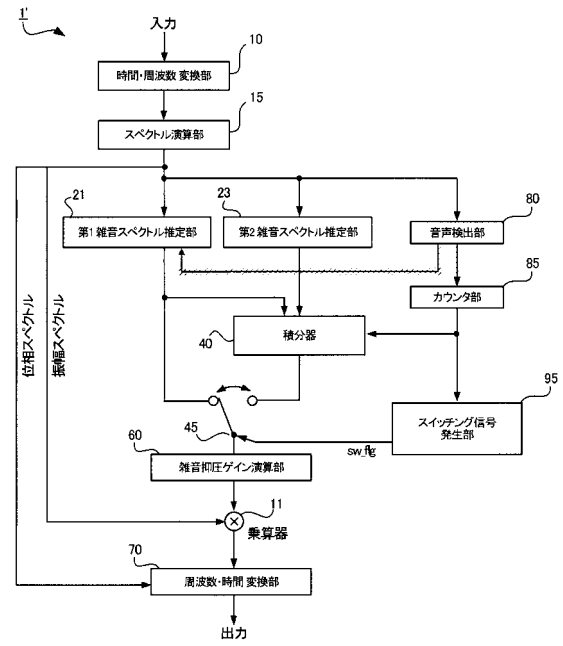 1'
入力
10
時間・周波数 変換部
15
スペクトル演算部
21
第1 雑音スペクトル推定部
23
第2 雑音スペクトル推定部
80
音声検出部
85
カウンタ部
位相スペクトル
振幅スペクトル
40
積分器
95
スイッチング信号
発生部
45
sw_flg
60
雑音抑圧ゲイン演算部
11
乗算器
70
周波数・時間 変換部
出力